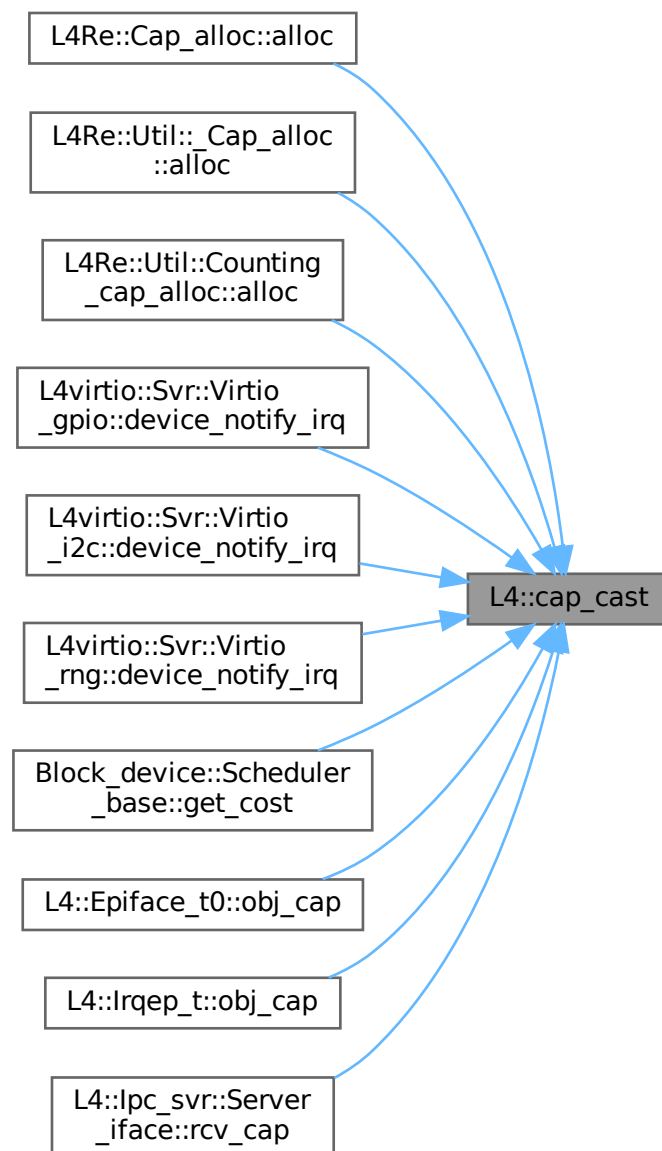 L4Re::Cap_alloc::alloc
L4Re::Util::_Cap_alloc
::alloc
L4Re::Util::Counting
_cap_alloc::alloc
L4virtio::Svr::Virtio
_gpio::device_notify_irq
L4virtio::Svr::Virtio
_i2c::device_notify_irq
L4::cap_cast
L4virtio::Svr::Virtio
_rng::device_notify_irq
Block_device::Scheduler
_base::get_cost
L4::Epiface_t0::obj_cap
L4::Irqep_t::obj_cap
L4::Ipc_svr::Server
_iface::rcv_cap